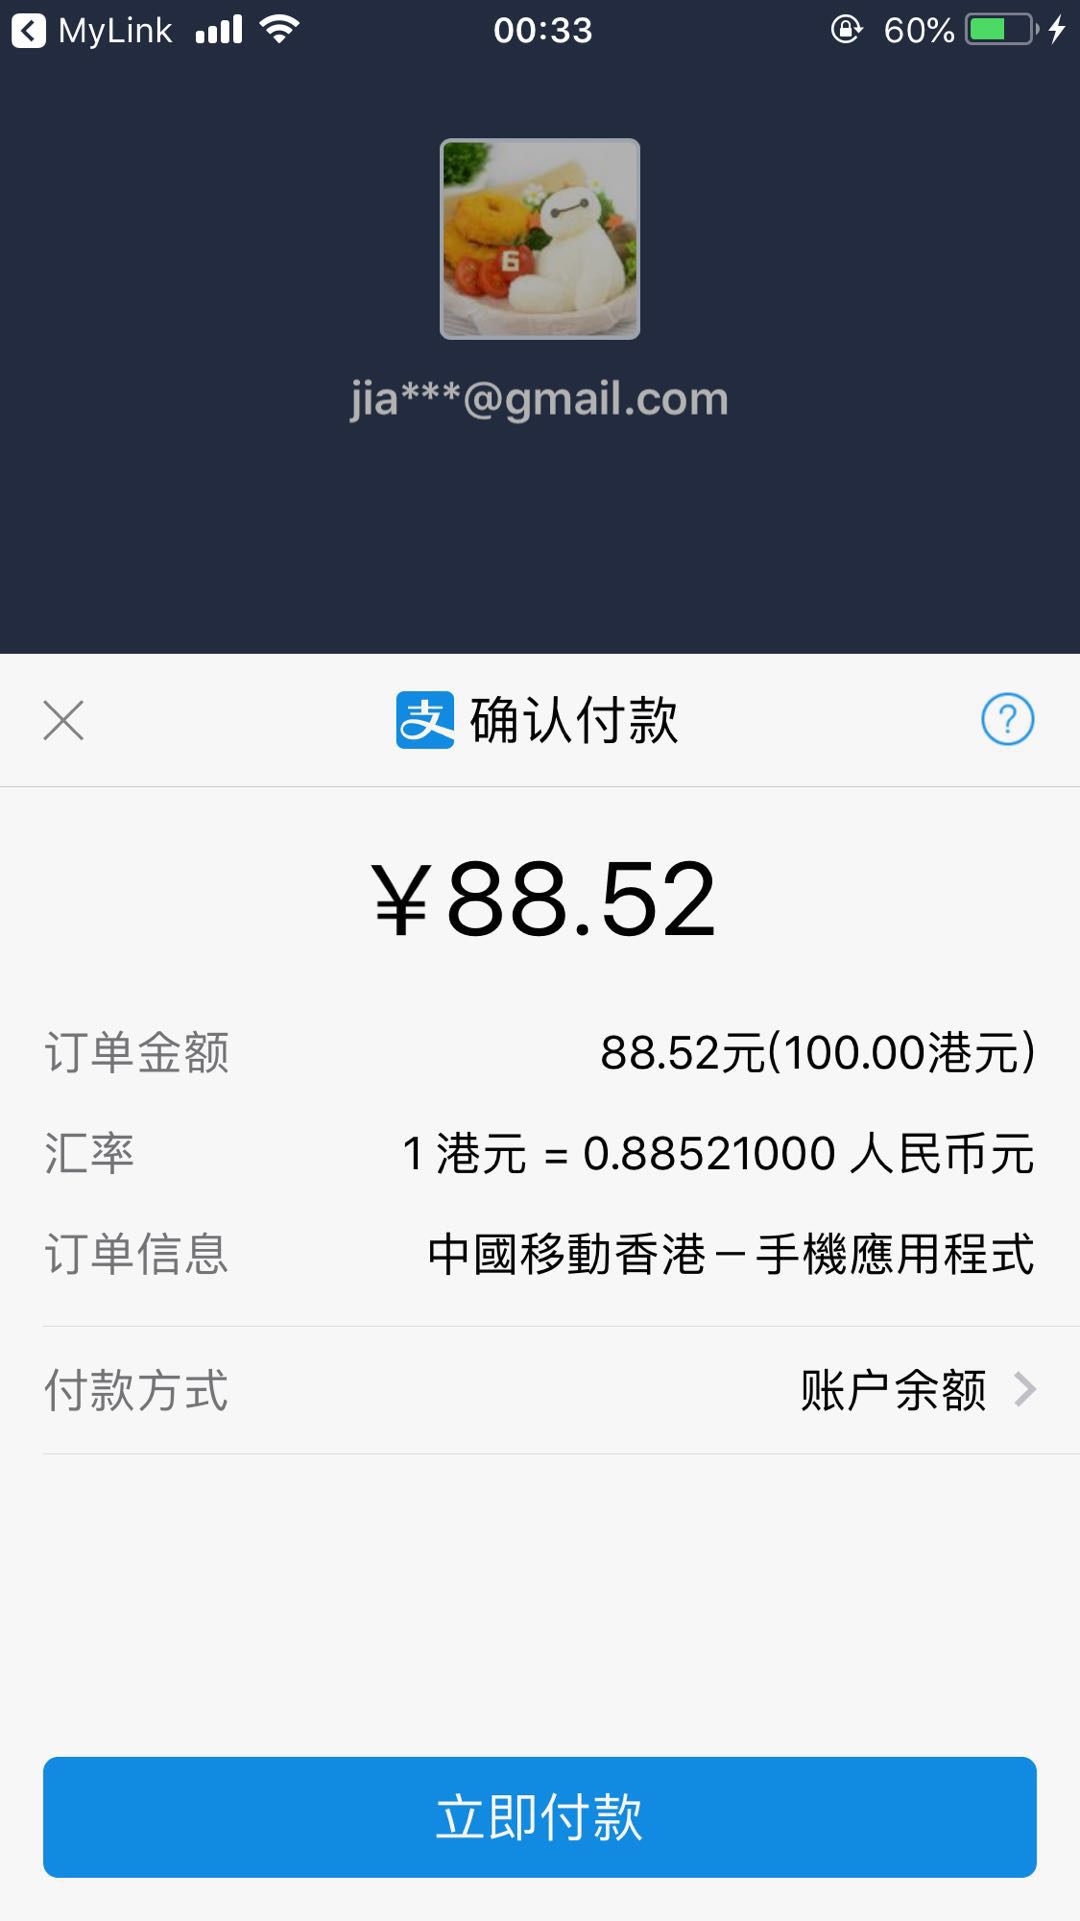 MyLink 00:33 60%
6
jia***@gmail.com
支 确认付款 ?
¥88.52
订单金额 88.52元(100.00港元)
汇率 1 港元 = 0.88521000 人民币元
订单信息 中國移動香港－手機應用程式
付款方式 账户余额
立即付款